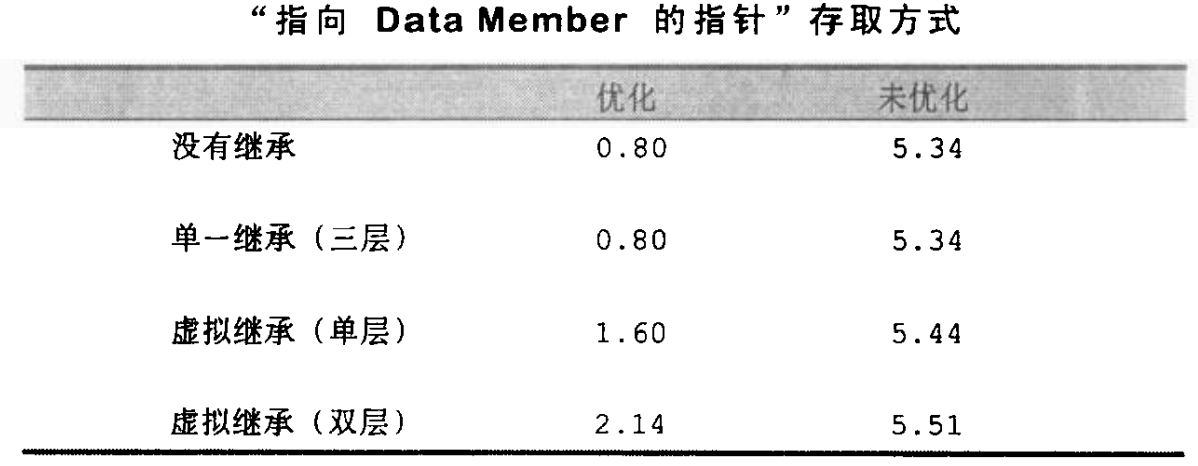 “指向 Data Member 的指针”存取方式
优化 未优化
没有继承 0.80 5.34
单一继承（三层） 0.80 5.34
虚拟继承（单层） 1.60 5.44
虚拟继承（双层） 2.14 5.51